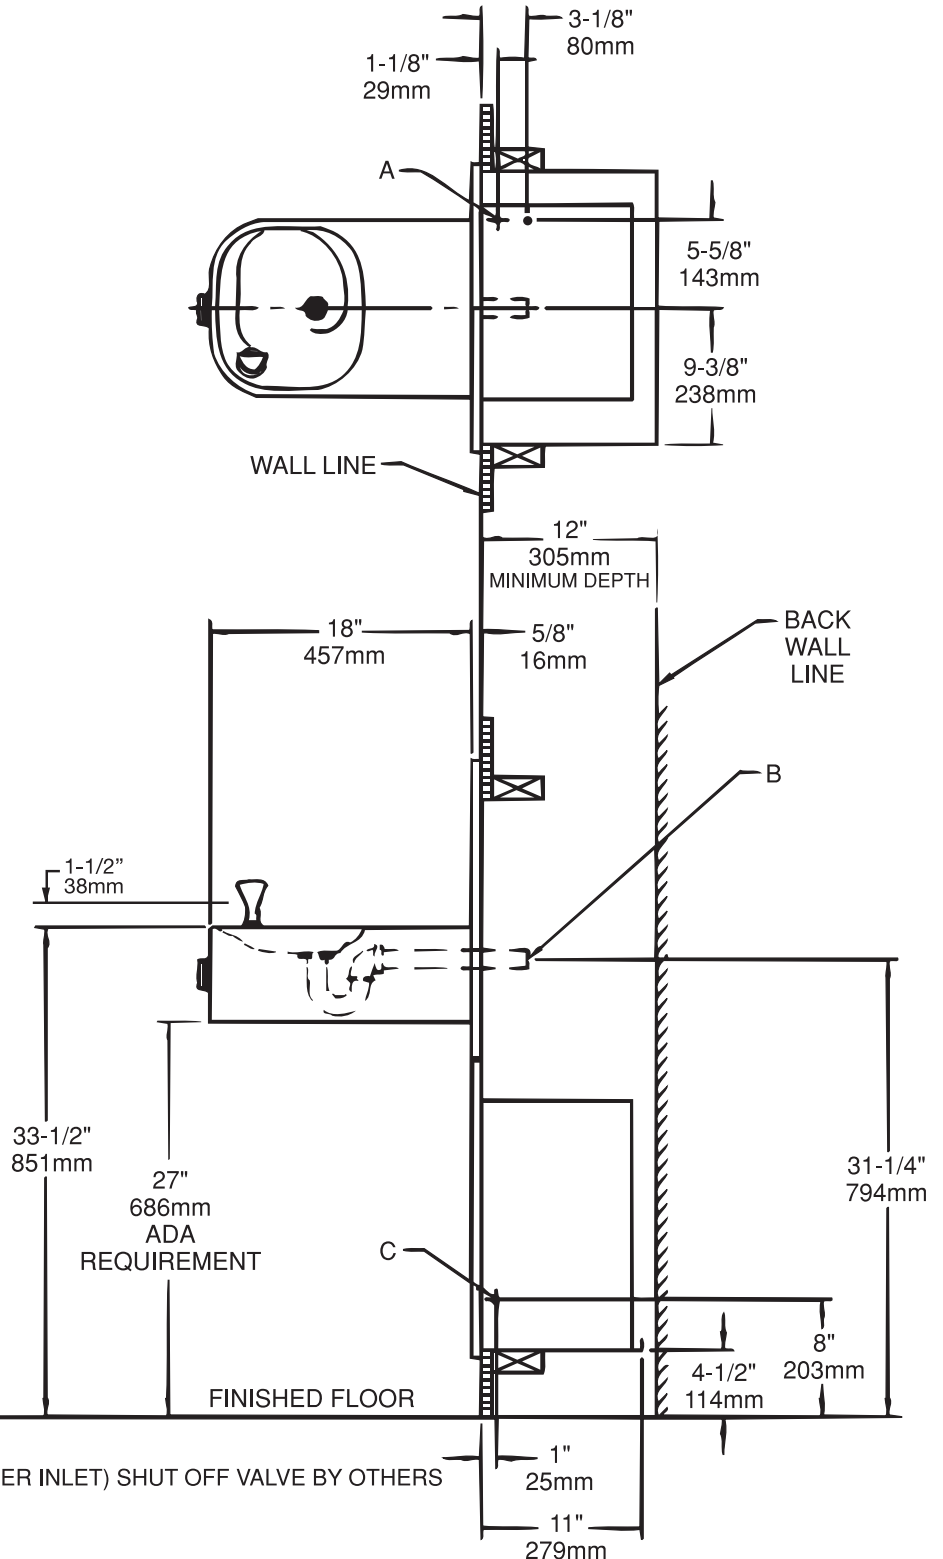 3-1/8"
80mm
1-1/8"
29mm
A
5-5/8"
143mm
9-3/8"
238mm
WALL LINE
12"
305mm
MINIMUM DEPTH
18"
457mm
5/8"
16mm
BACK
WALL
LINE
B
1-1/2”
38mm
33-1/2"
851mm
27"
686mm
ADA
REQUIREMENT
31-1/4"
794mm
C
8"
203mm
4-1/2"
114mm
FINISHED FLOOR
ER INLET) SHUT OFF VALVE BY OTHERS
1"
25mm
11"
279mm